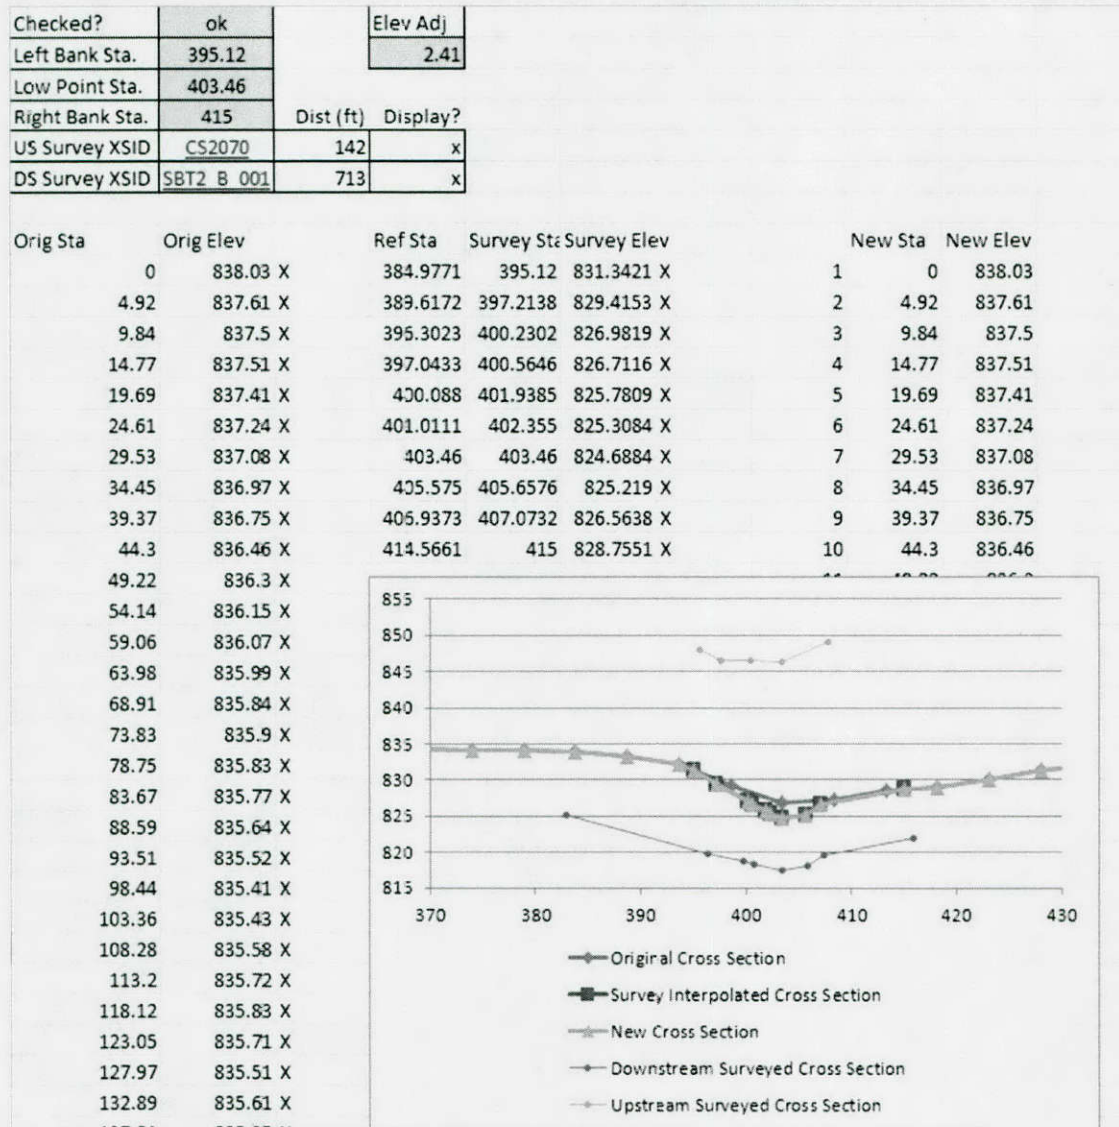 Checked? ok Elev Adj
Left Bank Sta. 395.12 2.41
Low Point Sta. 403.46
Right Bank Sta. 415 Dist (ft) Display?
US Survey XSID CS2070 142 x
DS Survey XSID SBT2_B_001 713 x
Orig Sta Orig Elev Ref Sta Survey Sta Survey Elev New Sta New Elev
0 838.03 X 384.9771 395.12 831.3421 X 1 0 838.03
4.92 837.61 X 389.6172 397.2138 829.4153 X 2 4.92 837.61
9.84 837.5 X 395.3023 400.2302 826.9819 X 3 9.84 837.5
14.77 837.51 X 397.0433 400.5646 826.7116 X 4 14.77 837.51
19.69 837.41 X 400.088 401.9385 825.7809 X 5 19.69 837.41
24.61 837.24 X 401.0111 402.355 825.3084 X 6 24.61 837.24
29.53 837.08 X 403.46 403.46 824.6884 X 7 29.53 837.08
34.45 836.97 X 405.575 405.6576 825.219 X 8 34.45 836.97
39.37 836.75 X 406.9373 407.0732 826.5638 X 9 39.37 836.75
44.3 836.46 X 414.5661 415 828.7551 X 10 44.3 836.46
49.22 836.3 X
54.14 836.15 X
59.06 836.07 X
63.98 835.99 X
68.91 835.84 X
73.83 835.9 X
78.75 835.83 X
83.67 835.77 X
88.59 835.64 X
93.51 835.52 X
98.44 835.41 X
103.36 835.43 X
108.28 835.58 X
113.2 835.72 X
118.12 835.83 X
123.05 835.71 X
127.97 835.51 X
132.89 835.61 X
855
850
845
840
835
830
825
820
815
370 380 390 400 410 420 430
Original Cross Section
Survey Interpolated Cross Section
New Cross Section
Downstream Surveyed Cross Section
Upstream Surveyed Cross Section